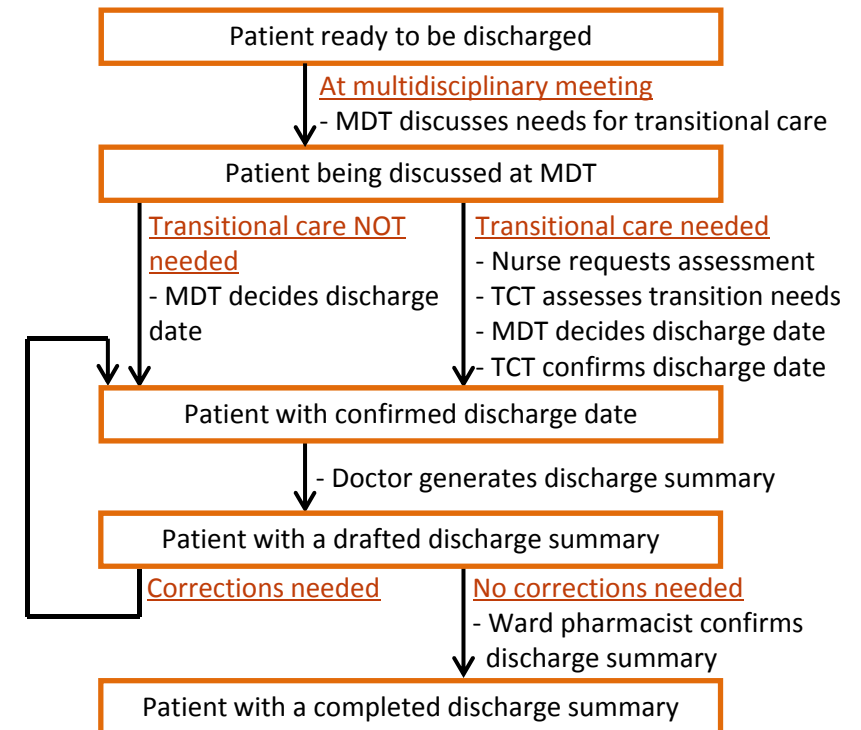 Patient ready to be discharged
At multidisciplinary meeting
- MDT discusses needs for transitional care
Patient being discussed at MDT
Transitional care NOT
needed
- MDT decides discharge
date
Transitional care needed
- Nurse requests assessment
- TCT assesses transition needs
- MDT decides discharge date
- TCT confirms discharge date
Patient with confirmed discharge date
- Doctor generates discharge summary
Patient with a drafted discharge summary
Corrections needed
No corrections needed
- Ward pharmacist confirms
discharge summary
Patient with a completed discharge summary